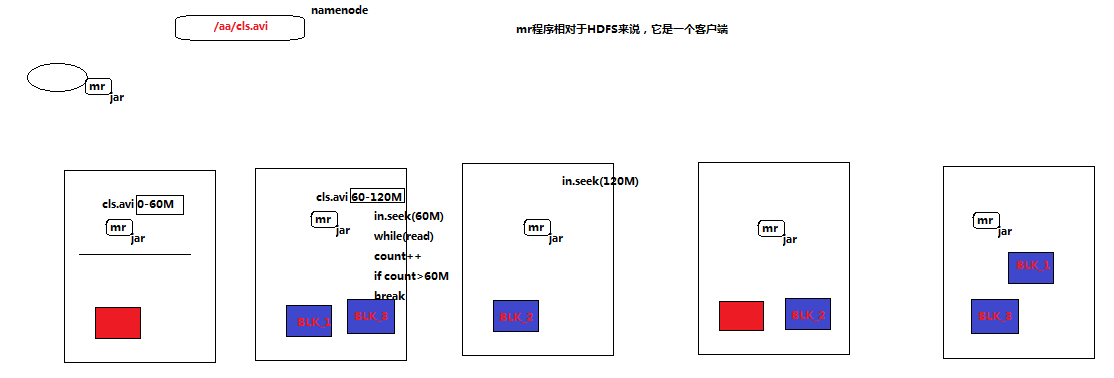 namenode
/aa/cls.avi
mr程序相对于HDFS来说，它是一个客户端
mr
jar
cls.avi 0-60M
mr
jar
cls.avi 60-120M
mr
jar
in.seek(60M)
while(read)
count++
if count>60M
break
BLK_1
BLK_3
in.seek(120M)
mr
jar
BLK_2
mr
jar
BLK_2
mr
jar
BLK_1
BLK_3